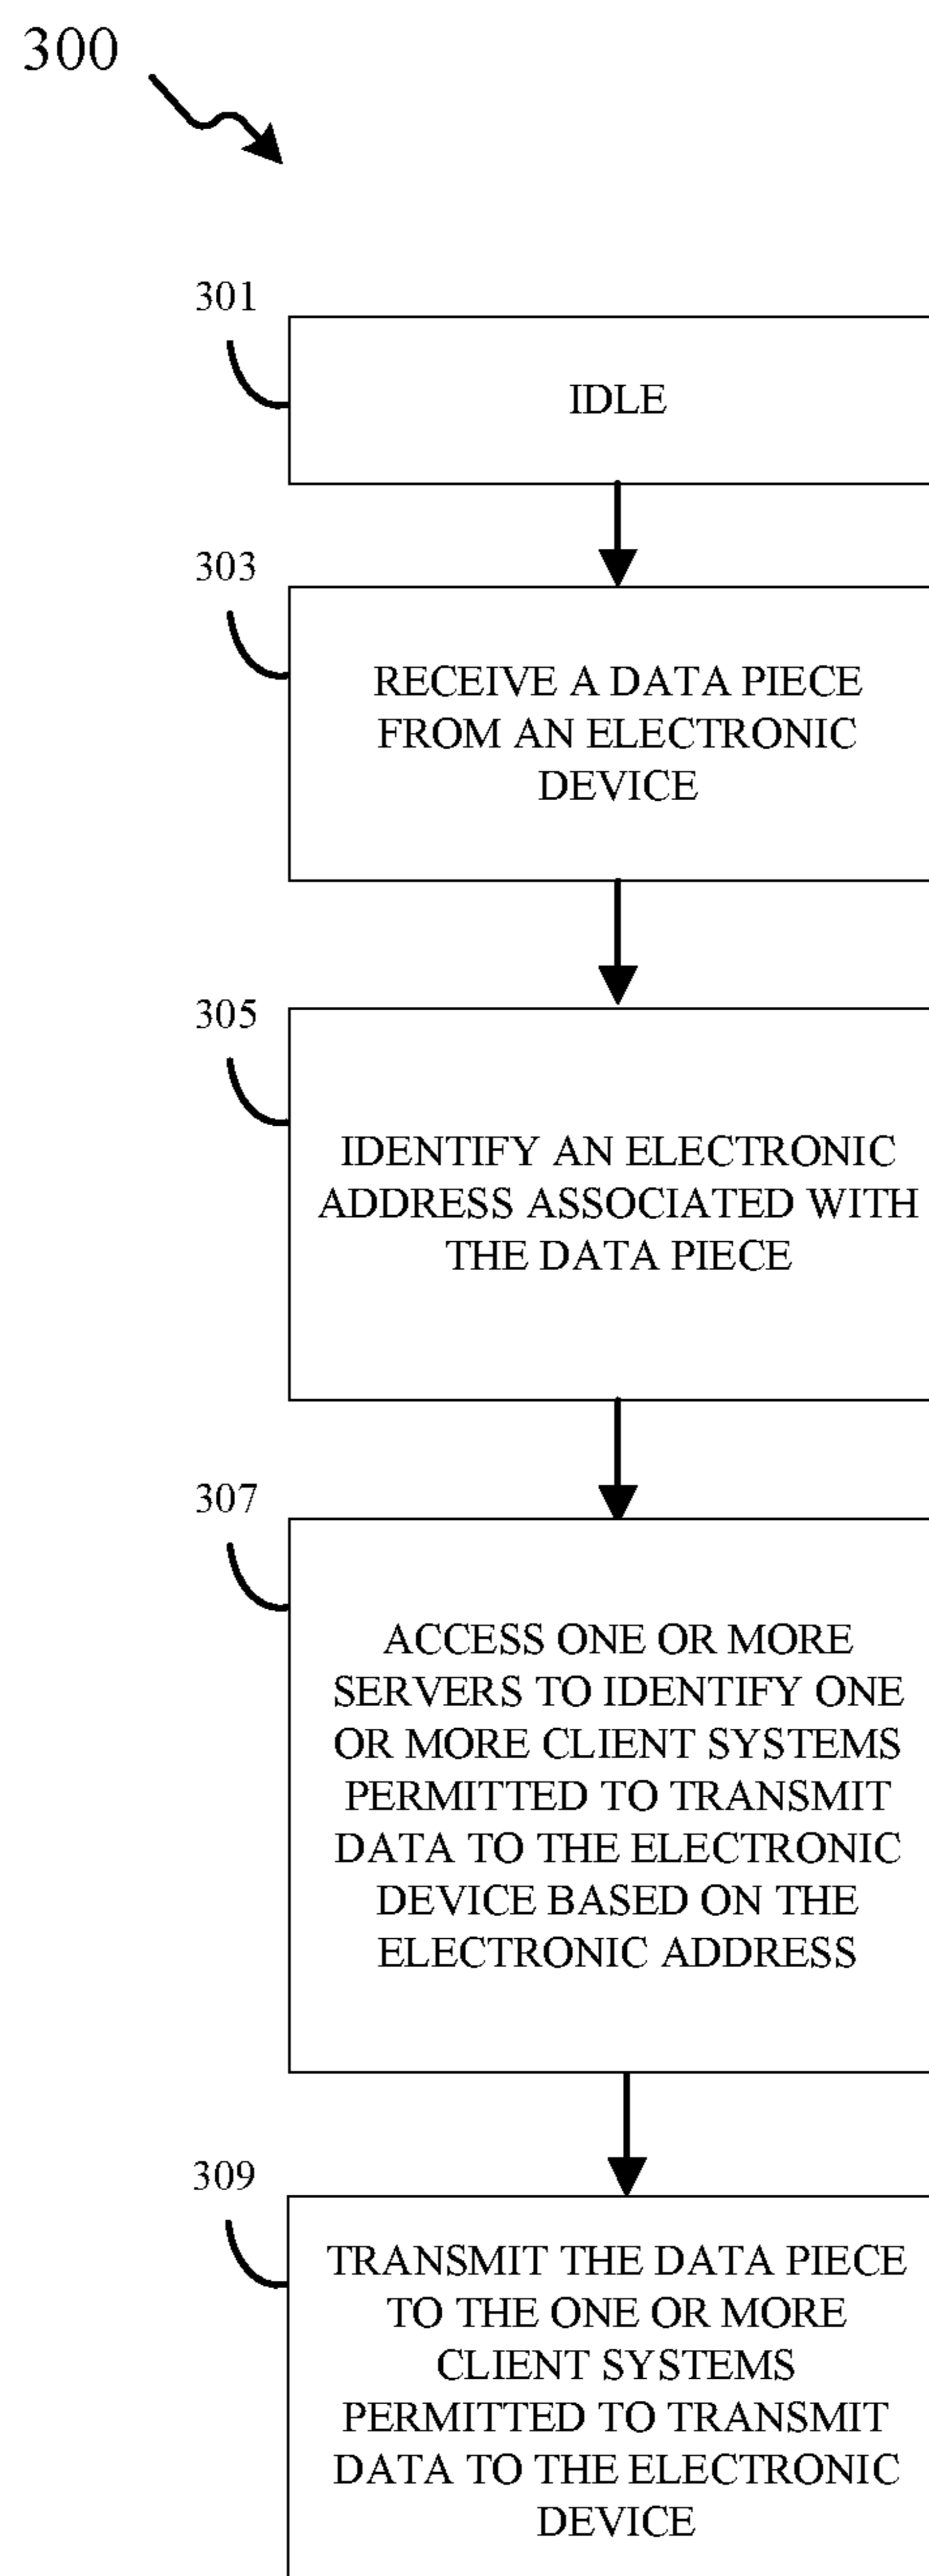 300
301
IDLE
303
RECEIVE A DATA PIECE
FROM AN ELECTRONIC
DEVICE
305
IDENTIFY AN ELECTRONIC
ADDRESS ASSOCIATED WITH
THE DATA PIECE
307
ACCESS ONE OR MORE
SERVERS TO IDENTIFY ONE
OR MORE CLIENT SYSTEMS
PERMITTED TO TRANSMIT
DATA TO THE ELECTRONIC
DEVICE BASED ON THE
ELECTRONIC ADDRESS
309
TRANSMIT THE DATA PIECE
TO THE ONE OR MORE
CLIENT SYSTEMS
PERMITTED TO TRANSMIT
DATA TO THE ELECTRONIC
DEVICE